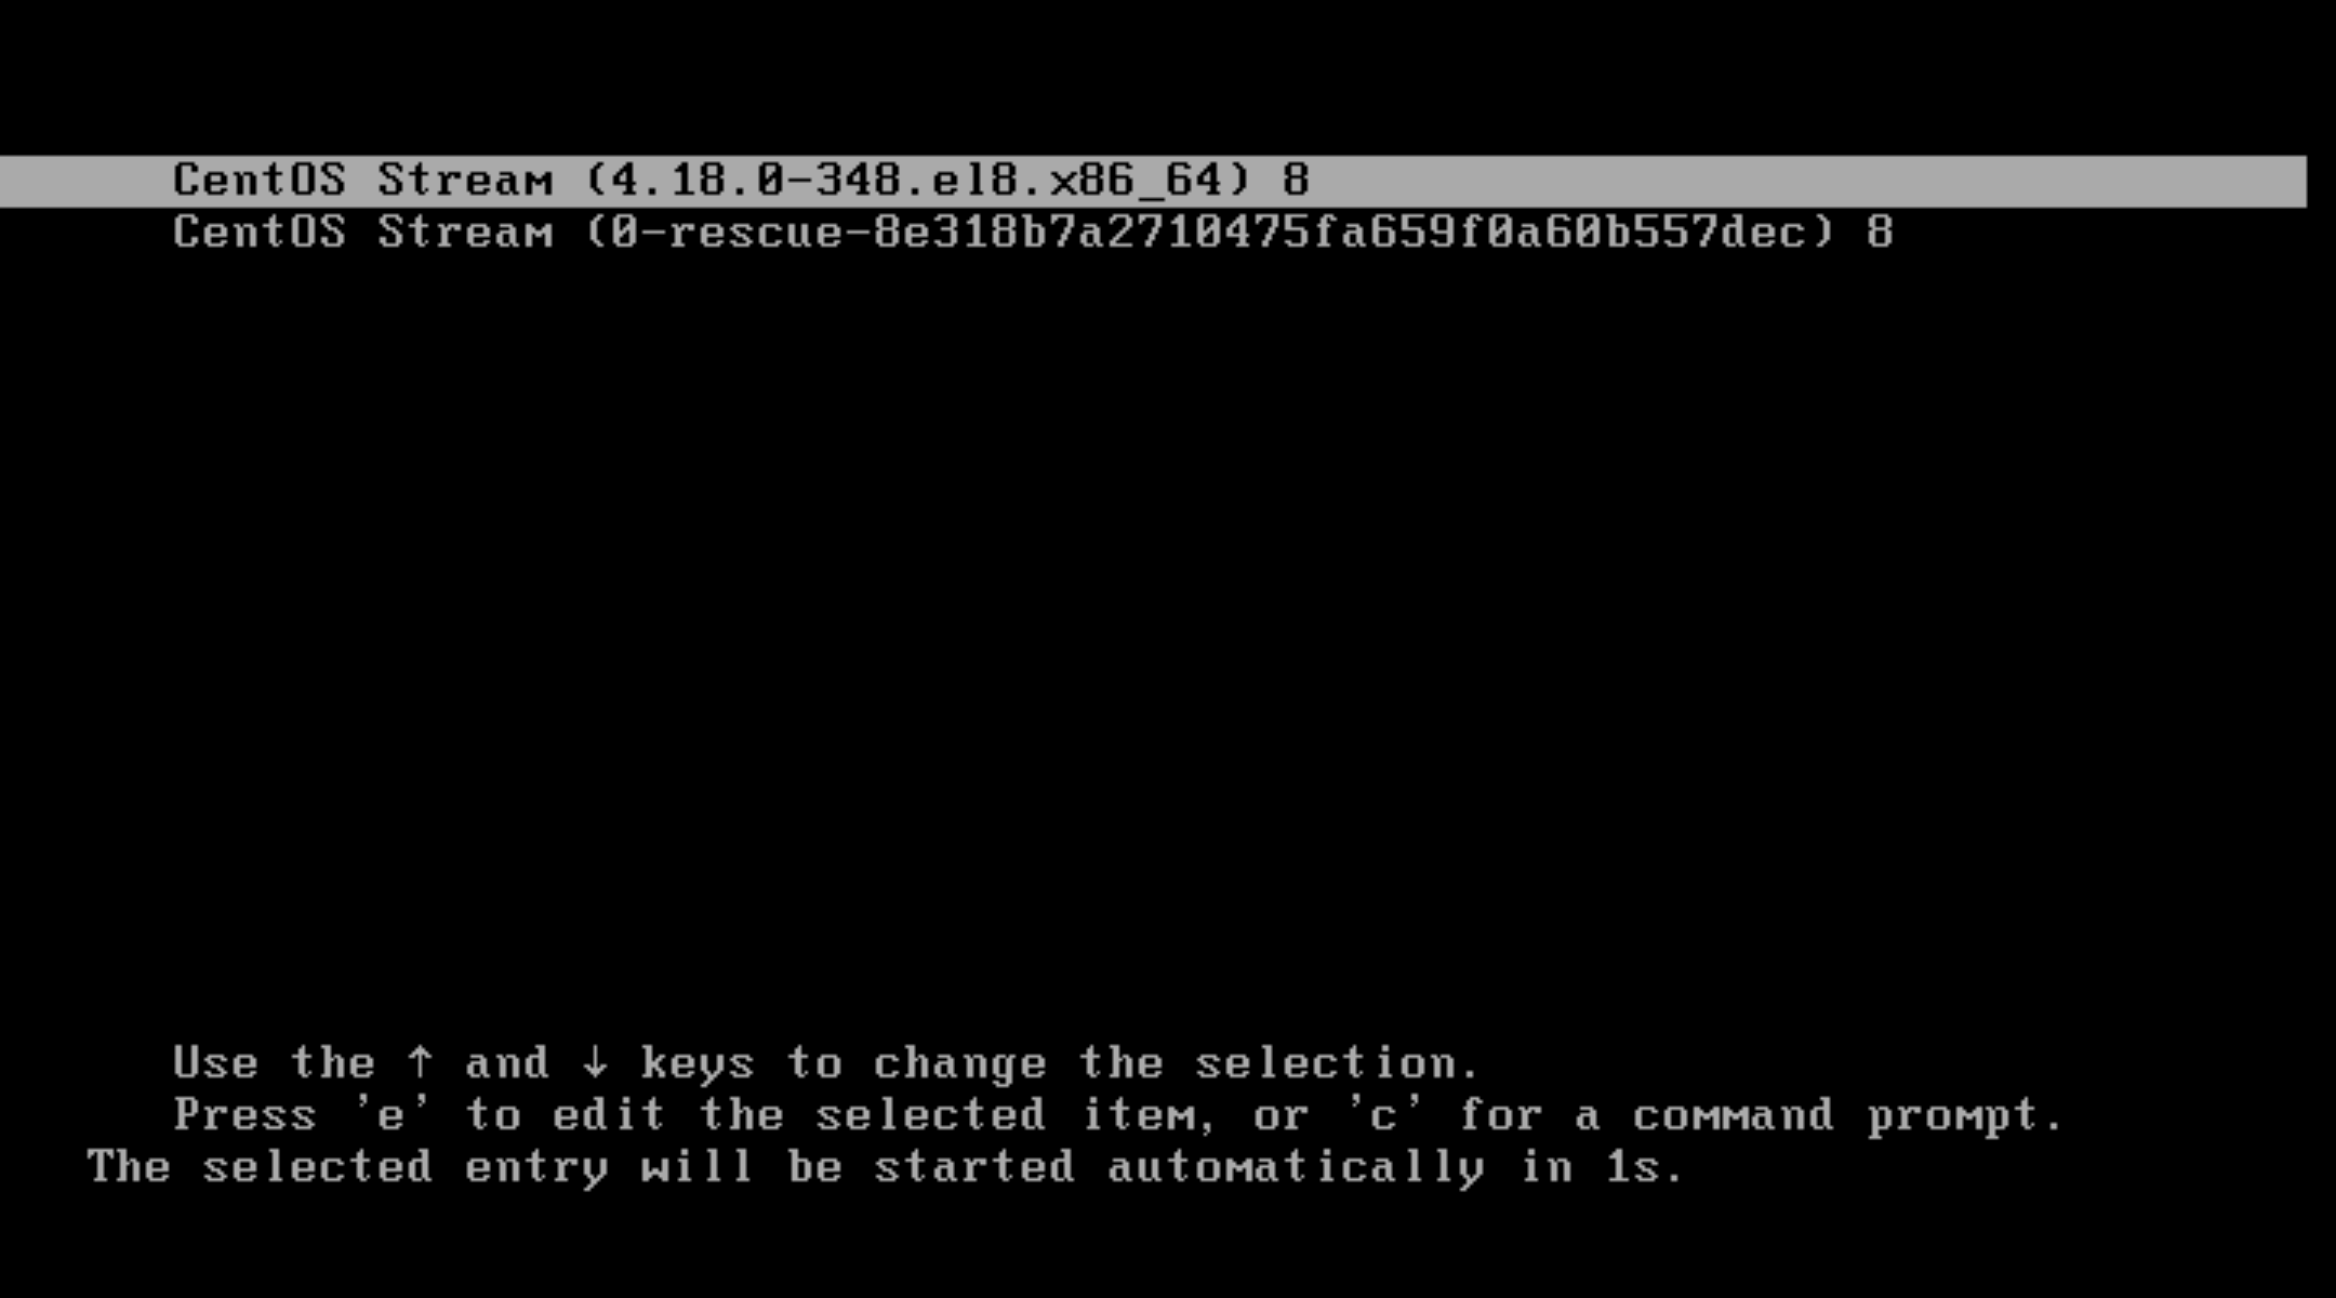 CentOS Stream (4.18.0-348.el8.x86_64) 8
CentOS Stream (0-rescue-8e318b7a2710475fa659f0a60b557dec) 8
Use the ↑ and ↓ keys to change the selection.
Press 'e' to edit the selected item, or 'c' for a command prompt.
The selected entry will be started automatically in 1s.